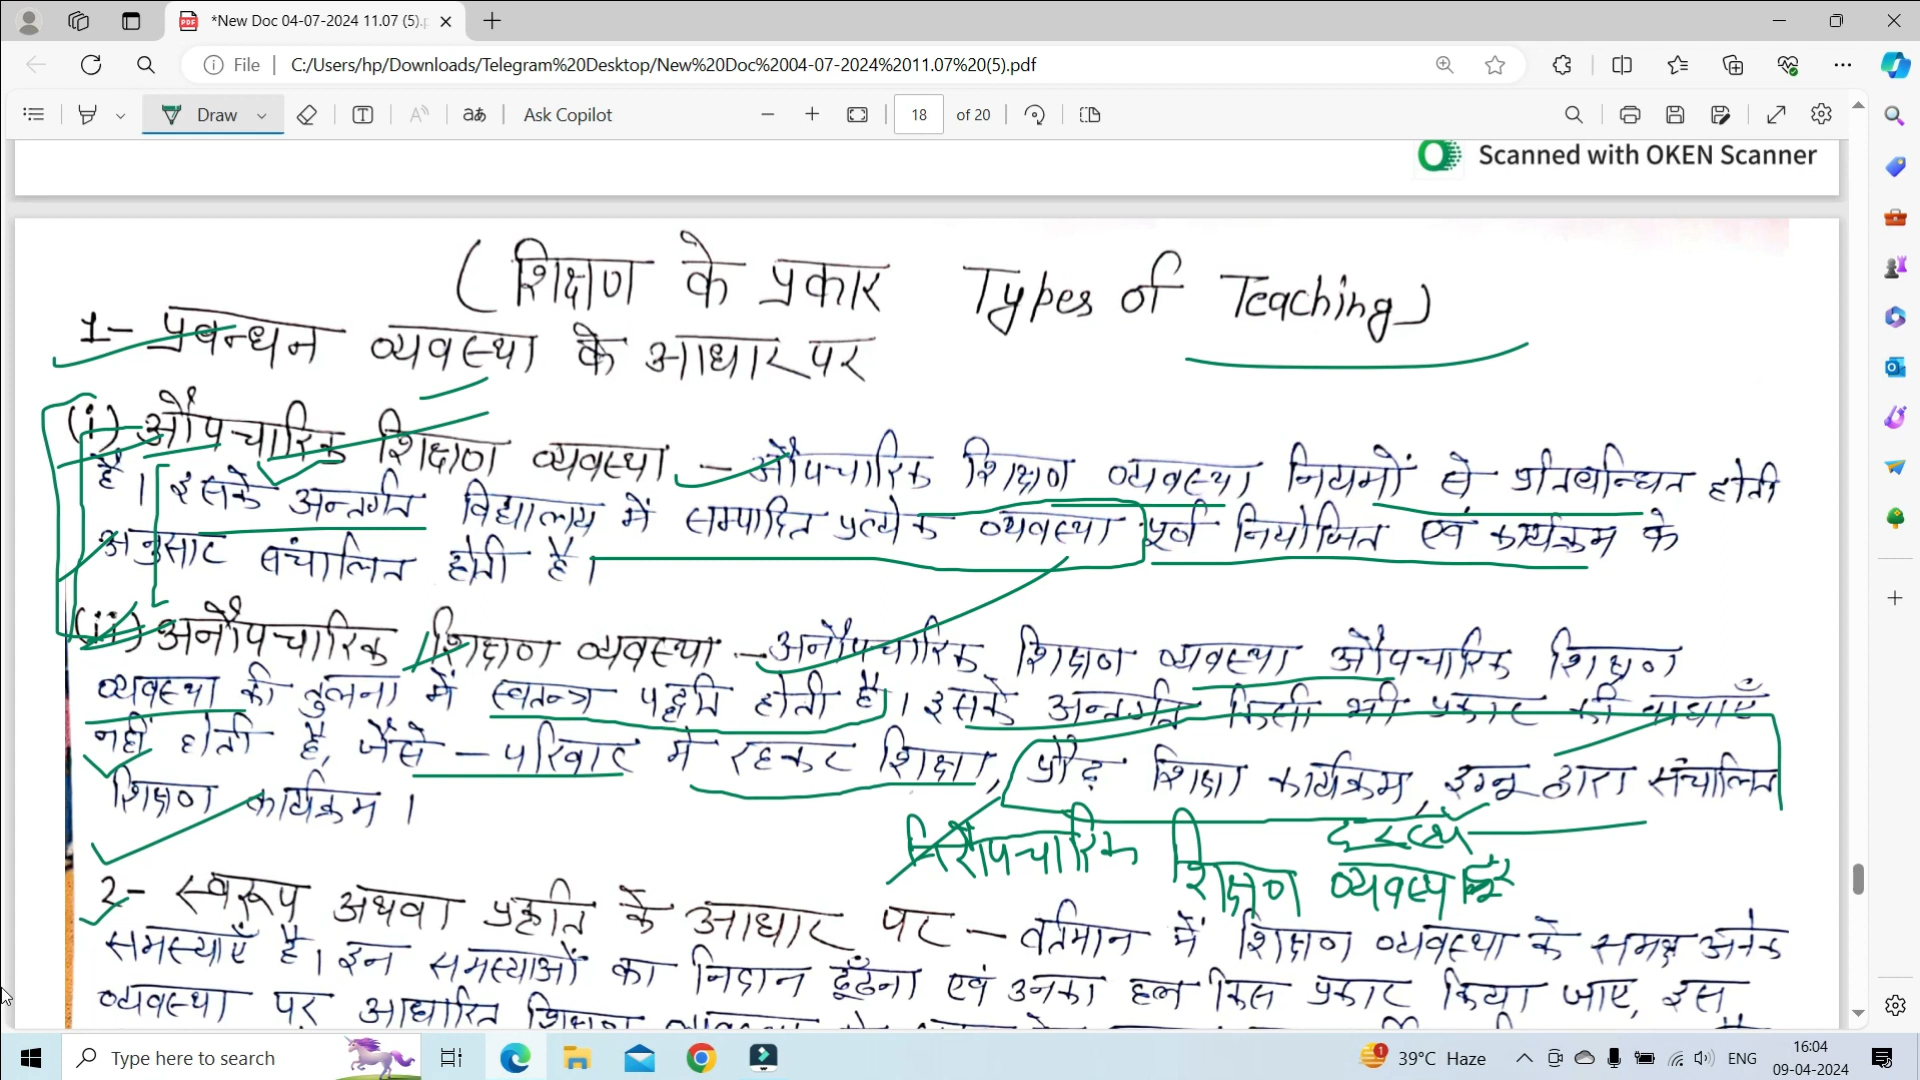 *New Doc 04-07-2024 11.07 (5).p
File
C:/Users/hp/Downloads/Telegram%20Desktop/New%20Doc%2004-07-2024%2011.07%20(5).pdf
Draw
aあ
Ask Copilot
18
of 20
Scanned with OKEN Scanner
( शिक्षण के प्रकार Types of Teaching)
1- प्रबन्धन व्यवस्था के आधार पर
(i) औपचारिक शिक्षण व्यवस्था – औपचारिक शिक्षण व्यवस्था नियमों से प्रतिबन्धित होती
है। इसके अन्तर्गत विद्यालय में सम्पादित प्रत्येक व्यवस्था पूर्व नियोजित एवं कार्यक्रम के
अनुसार संचालित होती है।
(ii) अनौपचारिक शिक्षण व्यवस्था – अनौपचारिक शिक्षण व्यवस्था औपचारिक शिक्षण
व्यवस्था की तुलना में स्वतन्त्र पद्धति होती है। इसके अन्तर्गत किसी भी प्रकार की बाधाएँ
नहीं होती है, जैसे – परिवार में रहकर शिक्षा, प्रौढ़ शिक्षा कार्यक्रम, इग्नू द्वारा संचालित
शिक्षण कार्यक्रम।
निरौपचारिक शिक्षण
2- स्वरूप अथवा प्रकृति के आधार पर – वर्तमान में शिक्षण व्यवस्था के समक्ष अनेक
समस्याएँ है। इन समस्याओं का निदान ढूँढना एवं उनका हल किस प्रकार किया जाए, इस
व्यवस्था पर आधारित शिक्षण
Type here to search
1
39°C Haze
ENG
16:04
09-04-2024